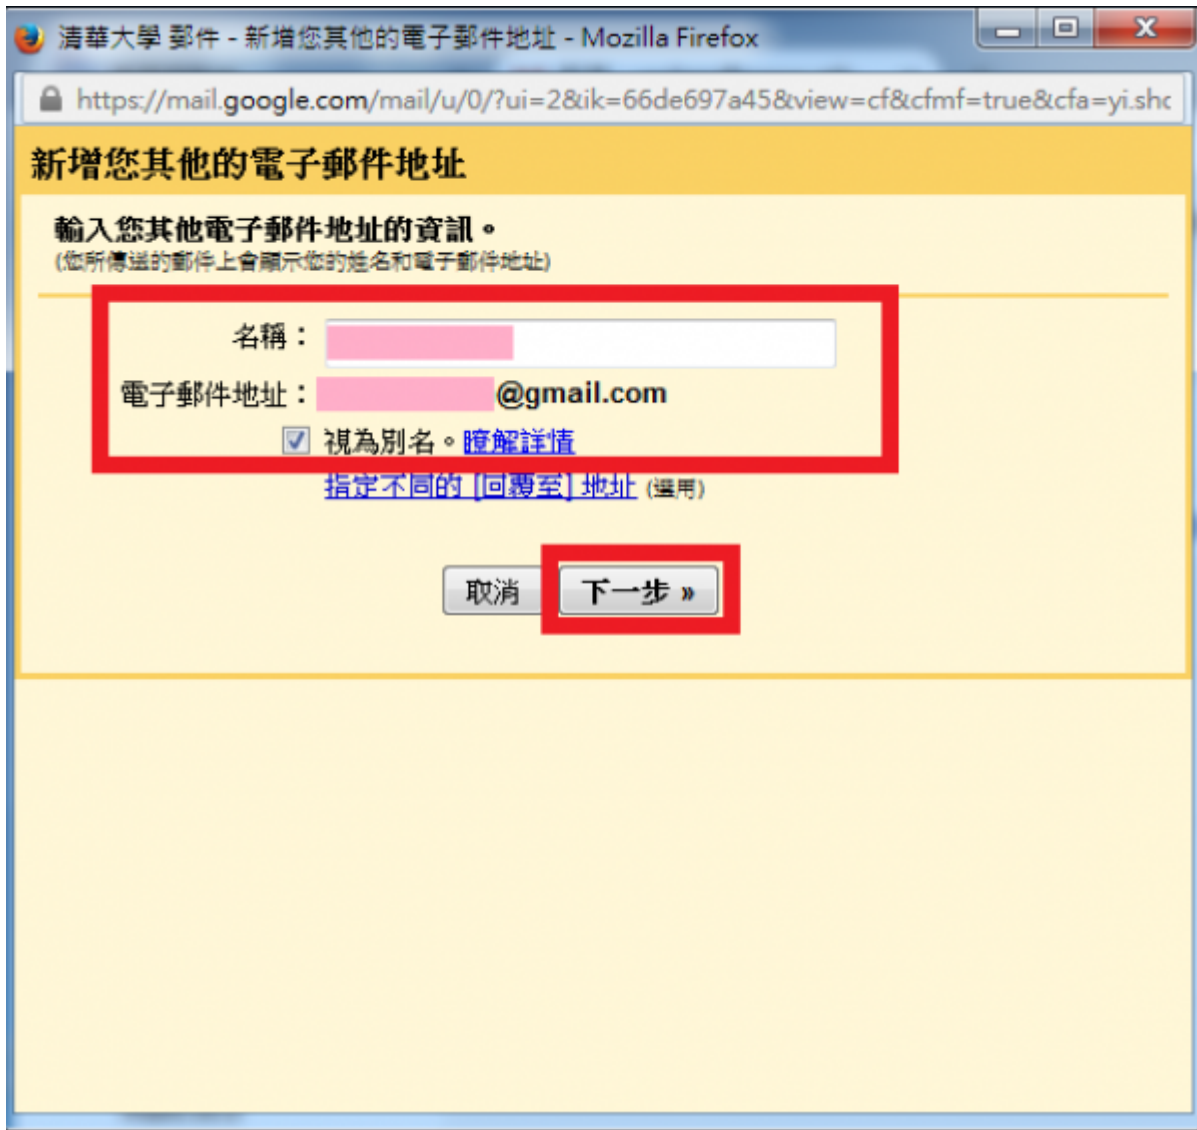 清華大學 郵件 - 新增您其他的電子郵件地址 - Mozilla Firefox
https://mail.google.com/mail/u/0/?ui=2&ik=66de697a45&view=cf&cfmf=true&cfa=yi.shc
新增您其他的電子郵件地址
輸入您其他電子郵件地址的資訊。
(您所傳送的郵件上會顯示您的姓名和電子郵件地址)
名稱：
電子郵件地址： @gmail.com
視為別名。瞭解詳情
指定不同的 [回覆至] 地址 (選用)
取消 下一步 »